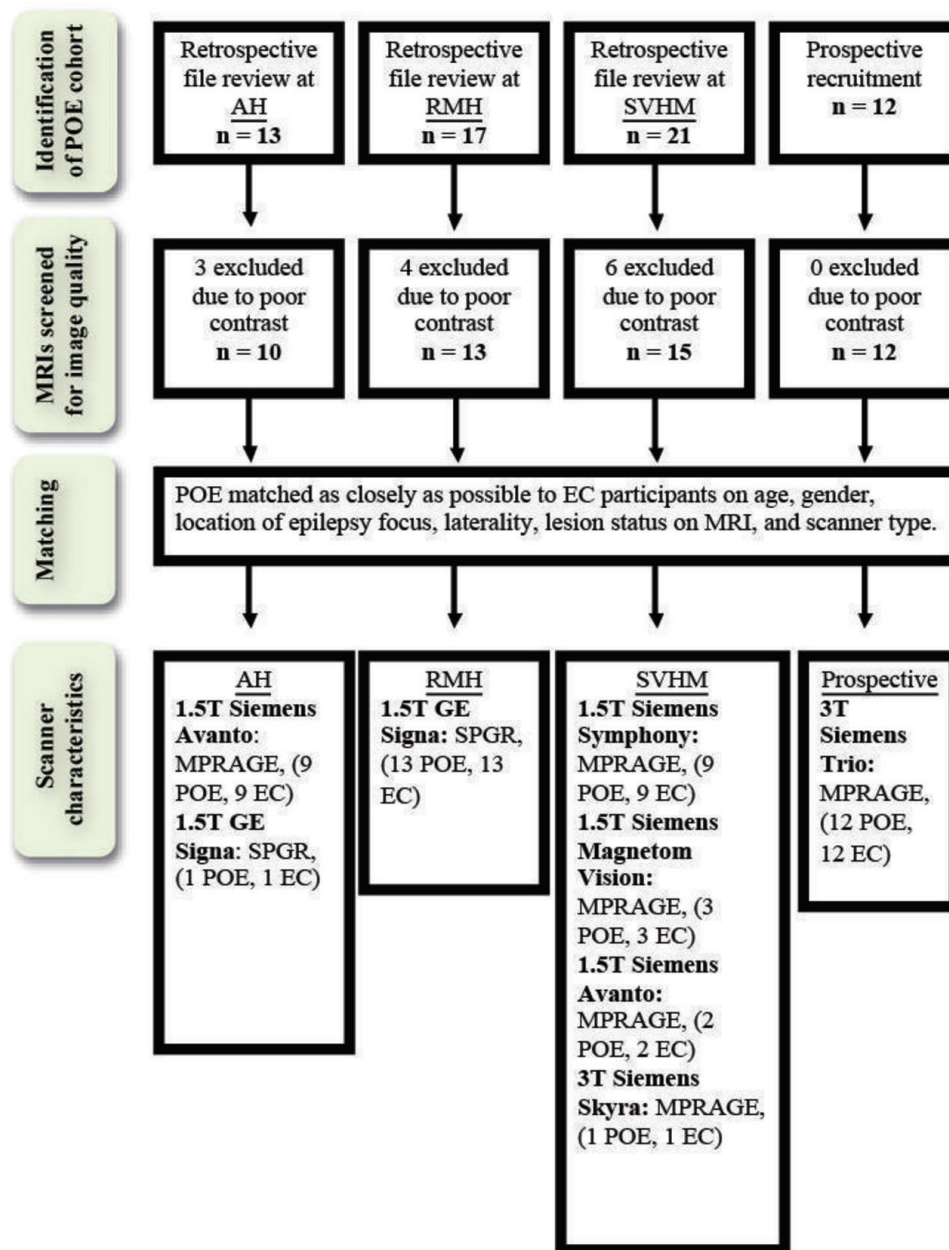 Identification
of POE cohort
Retrospective
file review at
AH
n = 13
Retrospective
file review at
RMH
n = 17
Retrospective
file review at
SVHM
n = 21
Prospective
recruitment
n = 12
MRIs screened
for image quality
3 excluded
due to poor
contrast
n = 10
4 excluded
due to poor
contrast
n = 13
6 excluded
due to poor
contrast
n = 15
0 excluded
due to poor
contrast
n = 12
Matching
POE matched as closely as possible to EC participants on age, gender,
location of epilepsy focus, laterality, lesion status on MRI, and scanner type.
Scanner
characteristics
AH
1.5T Siemens
Avanto:
MPRAGE, (9
POE, 9 EC)
1.5T GE
Signa: SPGR,
(1 POE, 1 EC)
RMH
1.5T GE
Signa: SPGR,
(13 POE, 13
EC)
SVHM
1.5T Siemens
Symphony:
MPRAGE, (9
POE, 9 EC)
1.5T Siemens
Magnetom
Vision:
MPRAGE, (3
POE, 3 EC)
1.5T Siemens
Avanto:
MPRAGE, (2
POE, 2 EC)
3T Siemens
Skyra: MPRAGE,
(1 POE, 1 EC)
Prospective
3T
Siemens
Trio:
MPRAGE,
(12 POE,
12 EC)